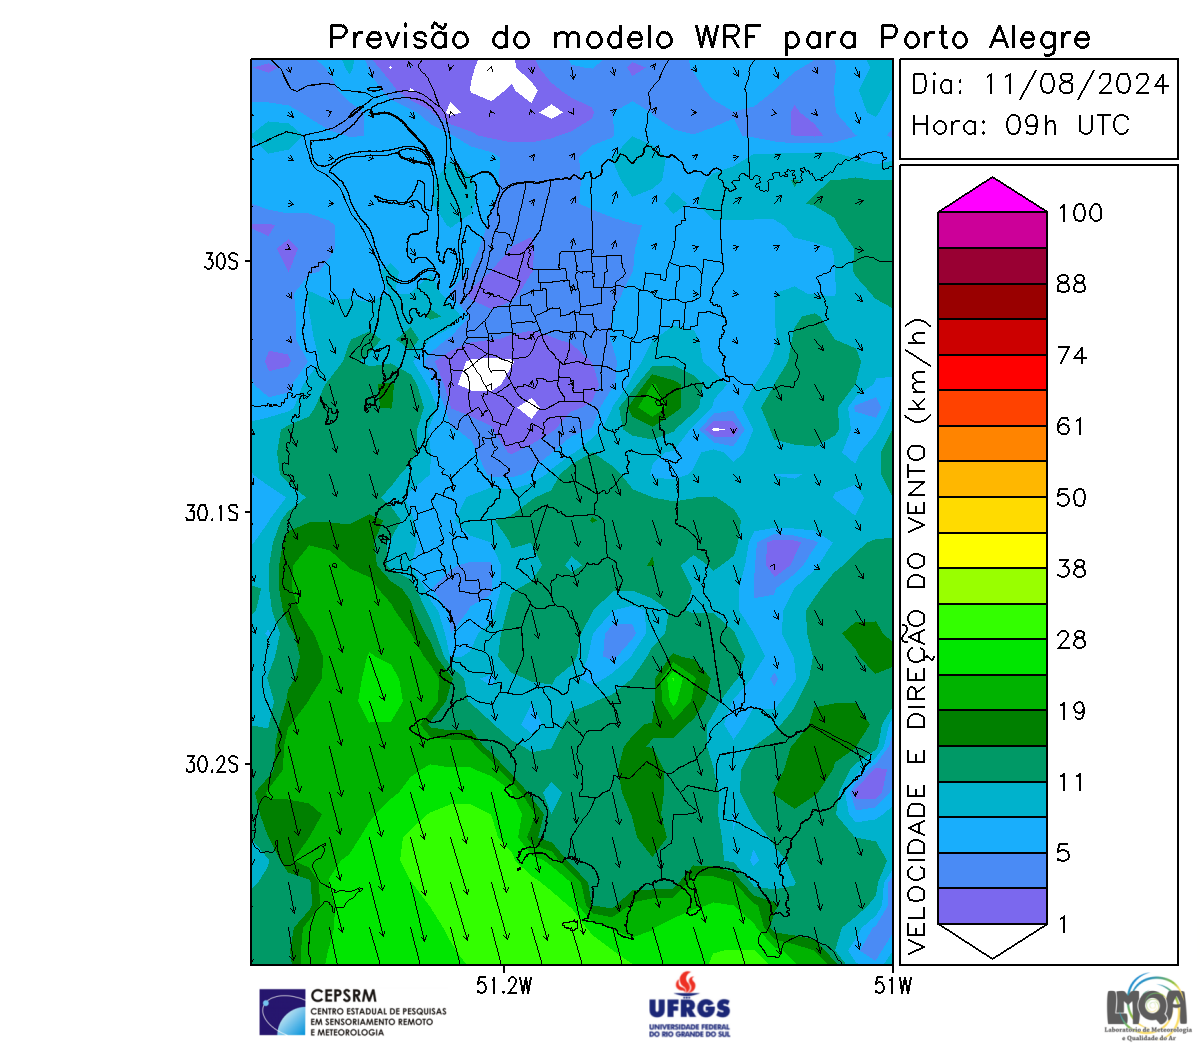 Previsão do modelo WRF para Porto Alegre
Dia: 11/08/2024
Hora: 09h UTC
100
88
74
61
50
38
28
19
11
5
1
VELOCIDADE E DIREÇÃO DO VENTO (km/h)
30S
30.1S
30.2S
51.2W
51W
CEPSRM
CENTRO ESTADUAL DE PESQUISAS
EM SENSORIAMENTO REMOTO
E METEOROLOGIA
UFRGS
UNIVERSIDADE FEDERAL
DO RIO GRANDE DO SUL
LMQA
Laboratório de Meteorologia
e Qualidade do Ar